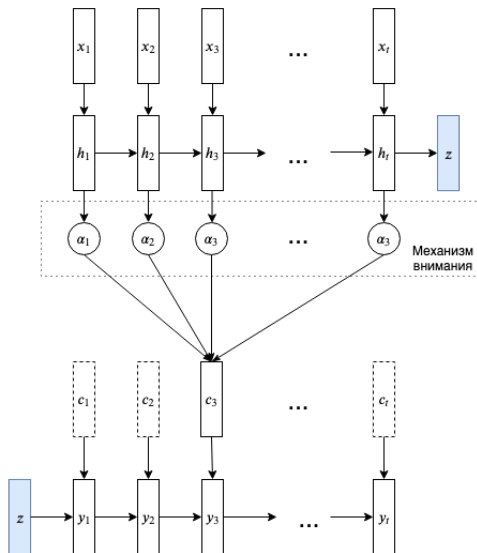 x₁ x₂ x₃ ... xₜ
h₁ h₂ h₃ ... hₜ z
α₁ α₂ α₃ ... α₃
Механизм
внимания
c₁ c₂ c₃ ... cₜ
z y₁ y₂ y₃ ... yₜ